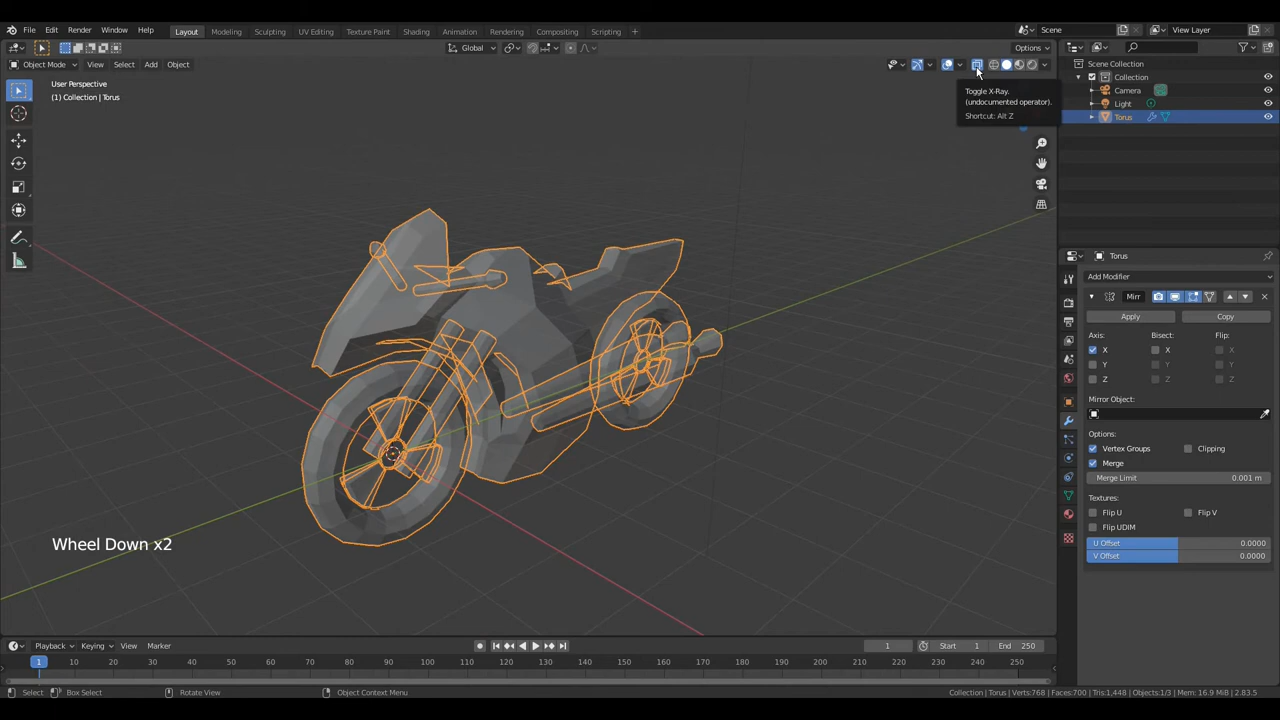 File Edit Render Window Help Layout Modeling Sculpting UV Editing Texture Paint Shading Animation Rendering Compositing Scripting + Scene View Layer
Global Options
Object Mode View Select Add Object
Scene Collection
Collection
Camera
Light
Torus
User Perspective
(1) Collection | Torus
Toggle X-Ray.
(undocumented operator).
Shortcut: Alt Z
Torus
Add Modifier
Mirr
Apply Copy
Axis: Bisect: Flip:
X X X
Y Y Y
Z Z Z
Mirror Object:
Options:
Vertex Groups Clipping
Merge
Merge Limit 0.001 m
Textures:
Flip U Flip V
Flip UDIM
U Offset 0.0000
V Offset 0.0000
Wheel Down x2
Playback Keying View Marker 1 Start 1 End 250
1 10 20 30 40 50 60 70 80 90 100 110 120 130 140 150 160 170 180 190 200 210 220 230 240 250
Select Box Select Rotate View Object Context Menu Collection | Torus | Verts:768 | Faces:700 | Tris:1,448 | Objects:1/3 | Mem: 16.9 MiB | 2.83.5